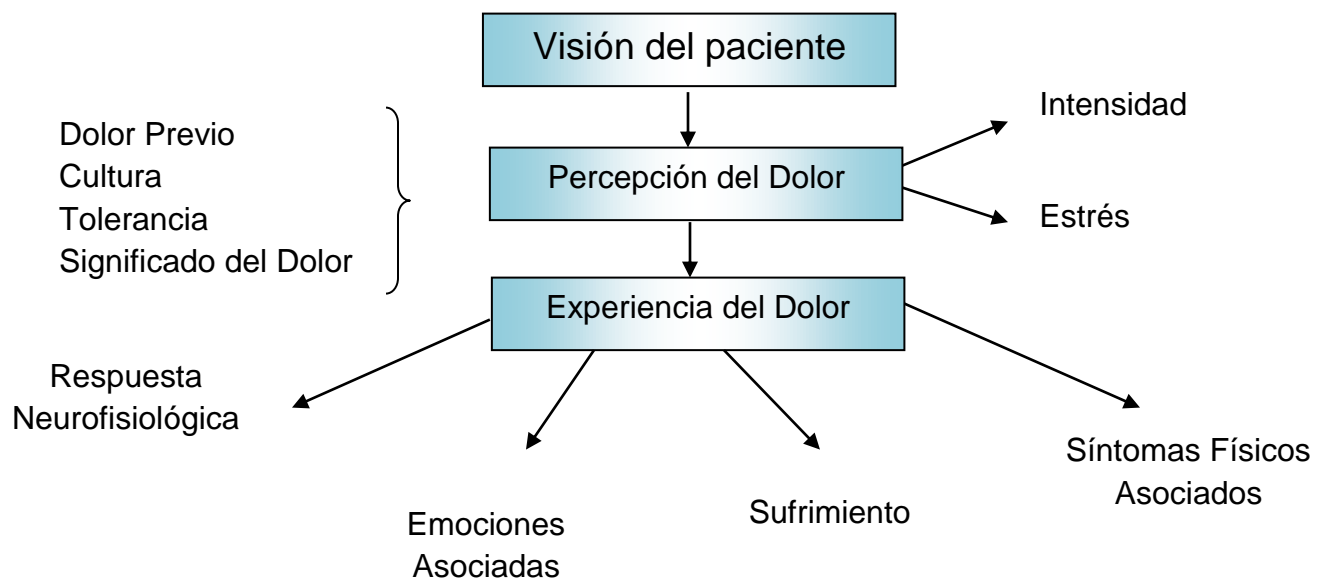 Visión del paciente
Intensidad
Dolor Previo
Cultura
Tolerancia
Significado del Dolor
Percepción del Dolor
Estrés
Experiencia del Dolor
Respuesta
Neurofisiológica
Emociones
Asociadas
Sufrimiento
Síntomas Físicos
Asociados